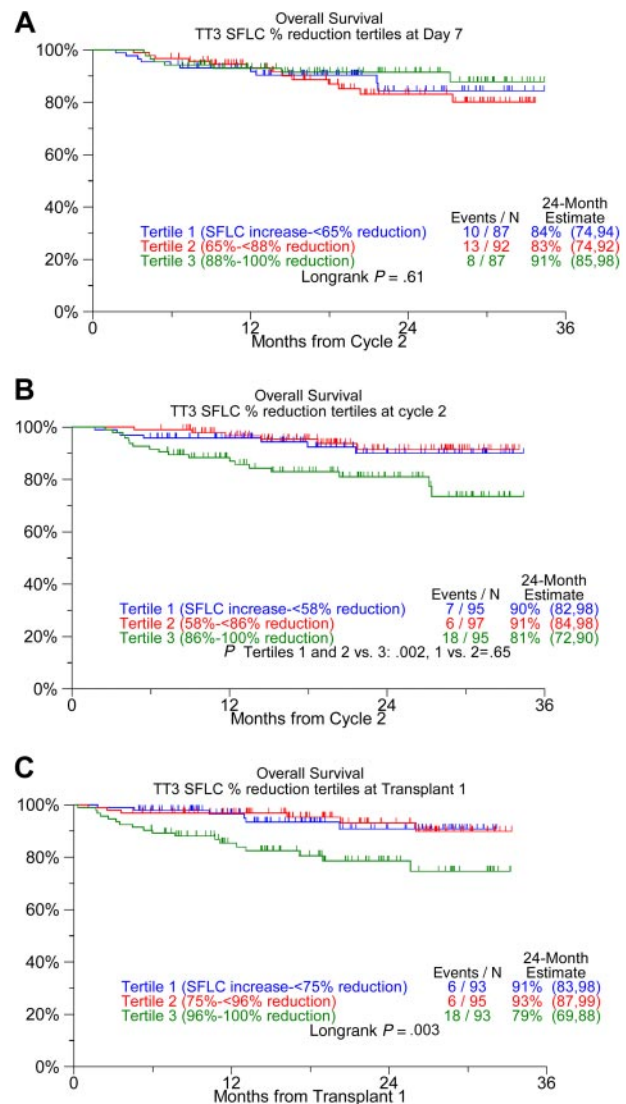 A
Overall Survival
TT3 SFLC % reduction tertiles at Day 7
100%
80%
60%
40%
20%
0%
24-Month
Events / N Estimate
Tertile 1 (SFLC increase-<65% reduction) 10 / 87 84% (74,94)
Tertile 2 (65%-<88% reduction) 13 / 92 83% (74,92)
Tertile 3 (88%-100% reduction) 8 / 87 91% (85,98)
Longrank P = .61
0 12 24 36
Months from Cycle 2
B
Overall Survival
TT3 SFLC % reduction tertiles at cycle 2
100%
80%
60%
40%
20%
0%
24-Month
Events / N Estimate
Tertile 1 (SFLC increase-<58% reduction) 7 / 95 90% (82,98)
Tertile 2 (58%-<86% reduction) 6 / 97 91% (84,98)
Tertile 3 (86%-100% reduction) 18 / 95 81% (72,90)
P Tertiles 1 and 2 vs. 3: .002, 1 vs. 2=.65
0 12 24 36
Months from Cycle 2
C
Overall Survival
TT3 SFLC % reduction tertiles at Transplant 1
100%
80%
60%
40%
20%
0%
24-Month
Events / N Estimate
Tertile 1 (SFLC increase-<75% reduction) 6 / 93 91% (83,98)
Tertile 2 (75%-<96% reduction) 6 / 95 93% (87,99)
Tertile 3 (96%-100% reduction) 18 / 93 79% (69,88)
Longrank P = .003
0 12 24 36
Months from Transplant 1